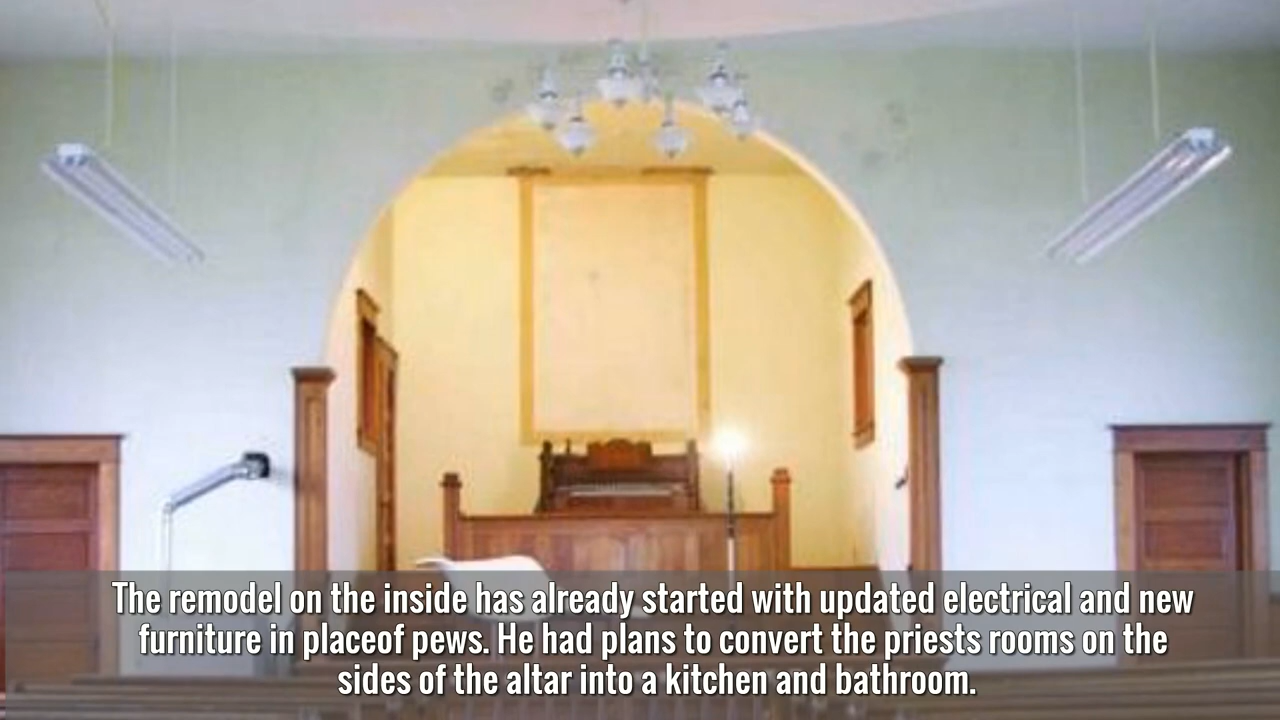 The remodel on the inside has already started with updated electrical and new
furniture in placeof pews. He had plans to convert the priests rooms on the
sides of the altar into a kitchen and bathroom.